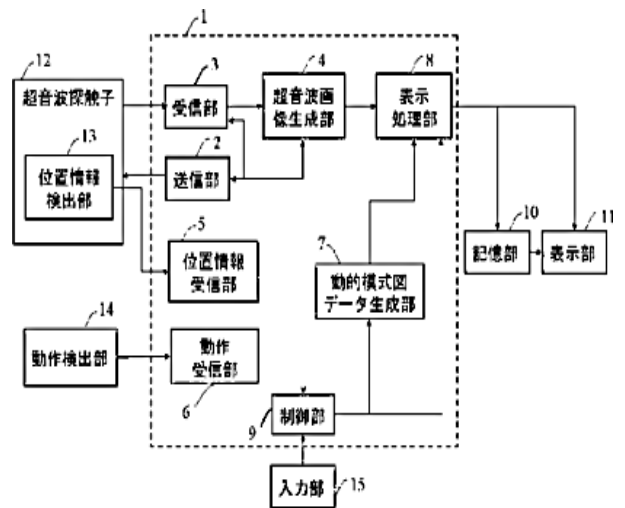 1
12
超音波探触子
13
位置情報
検出部
3
受信部
2
送信部
4
超音波画
像生成部
8
表示
処理部
5
位置情報
受信部
7
動的模式図
データ生成部
10
記憶部
11
表示部
14
動作検出部
動作
受信部
6
制御部
9
入力部
15